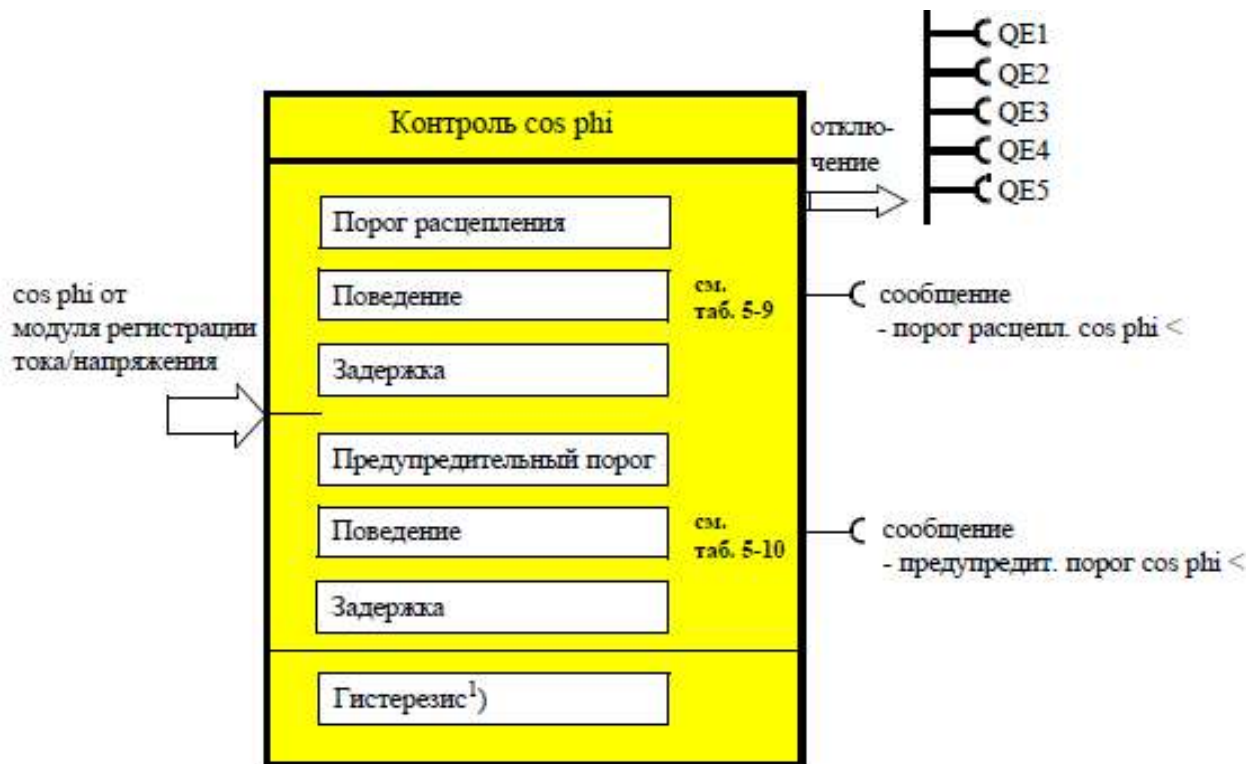 QE1
QE2
QE3
QE4
QE5
Контроль cos phi
отклю-
чение
Порог расцепления
Поведение
см.
таб. 5-9
Задержка
cos phi от
модуля регистрации
тока/напряжения
сообщение
- порог расцепл. cos phi <
Предупредительный порог
Поведение
см.
таб. 5-10
Задержка
сообщение
- предупредит. порог cos phi <
Гистерезис¹)